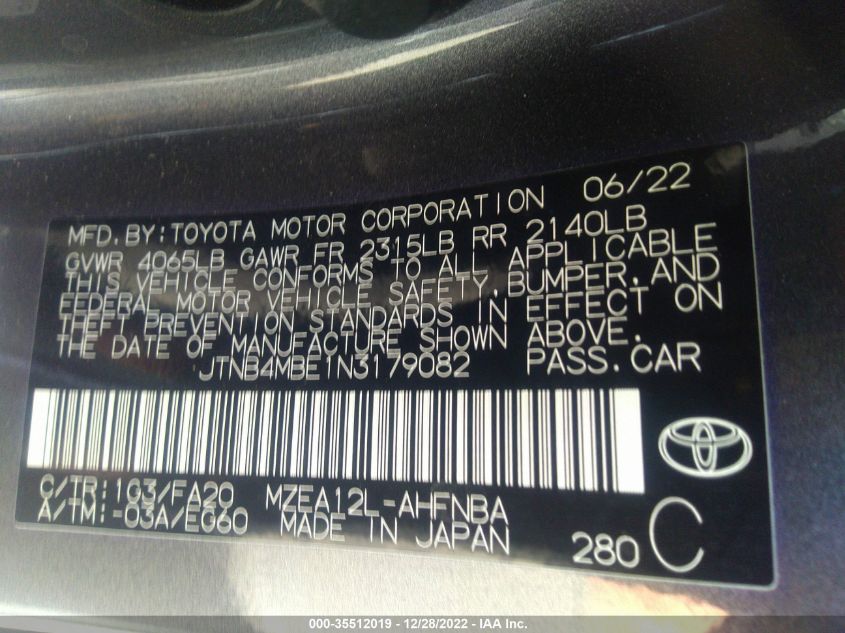 MFD.BY:TOYOTA MOTOR CORPORATION 06/22
GVWR 4065LB GAWR FR 2315LB RR 2140LB
THIS VEHICLE CONFORMS TO ALL APPLICABLE
FEDERAL MOTOR VEHICLE SAFETY,BUMPER,AND
THEFT PREVENTION STANDARDS IN EFFECT ON
THE DATE OF MANUFACTURE SHOWN ABOVE.
JTNB4MBE1N3179082 PASS.CAR
C/TR:1G3/FA20 MZEA12L-AHFNBA
A/TM:-03A/EG60 MADE IN JAPAN 280 C
000-35512019 - 12/28/2022 - IAA Inc.